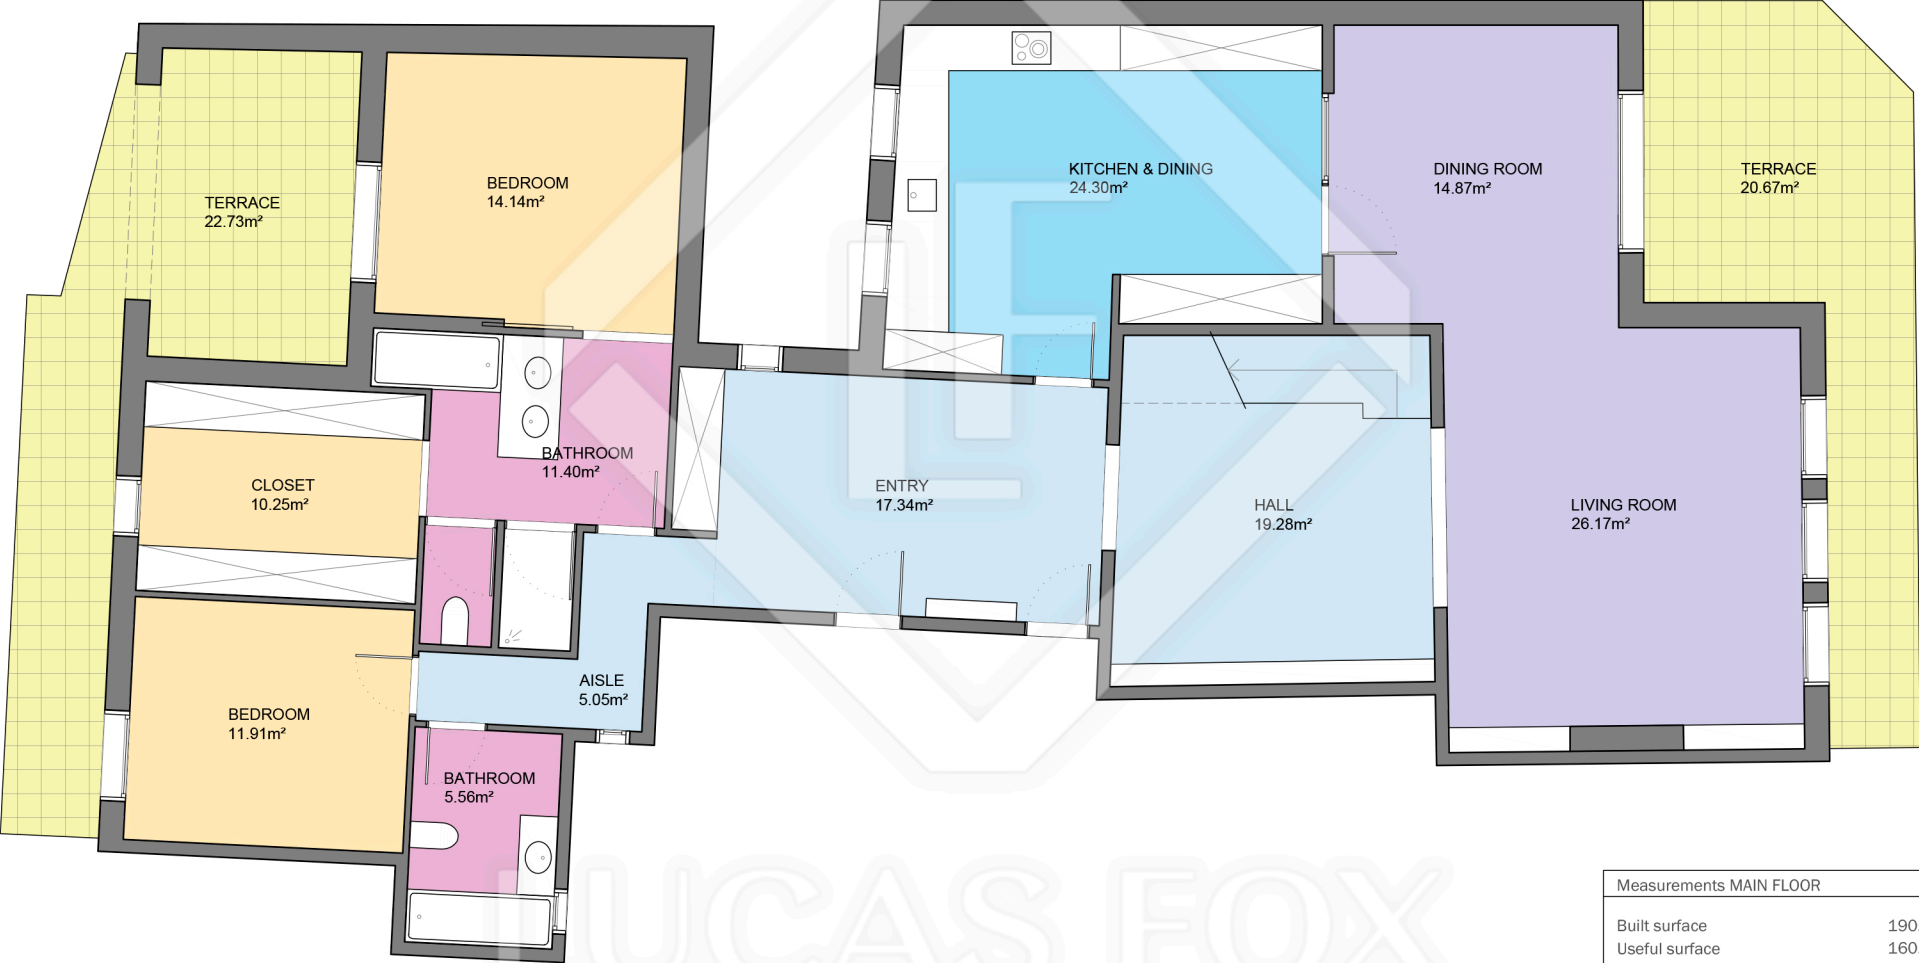 TERRACE
22.73m²
BEDROOM
14.14m²
KITCHEN & DINING
24.30m²
DINING ROOM
14.87m²
TERRACE
20.67m²
BATHROOM
11.40m²
CLOSET
10.25m²
ENTRY
17.34m²
HALL
19.28m²
LIVING ROOM
26.17m²
AISLE
5.05m²
BEDROOM
11.91m²
BATHROOM
5.56m²
LF
LUCAS FOX
Measurements MAIN FLOOR
Built surface 190.
Useful surface 160